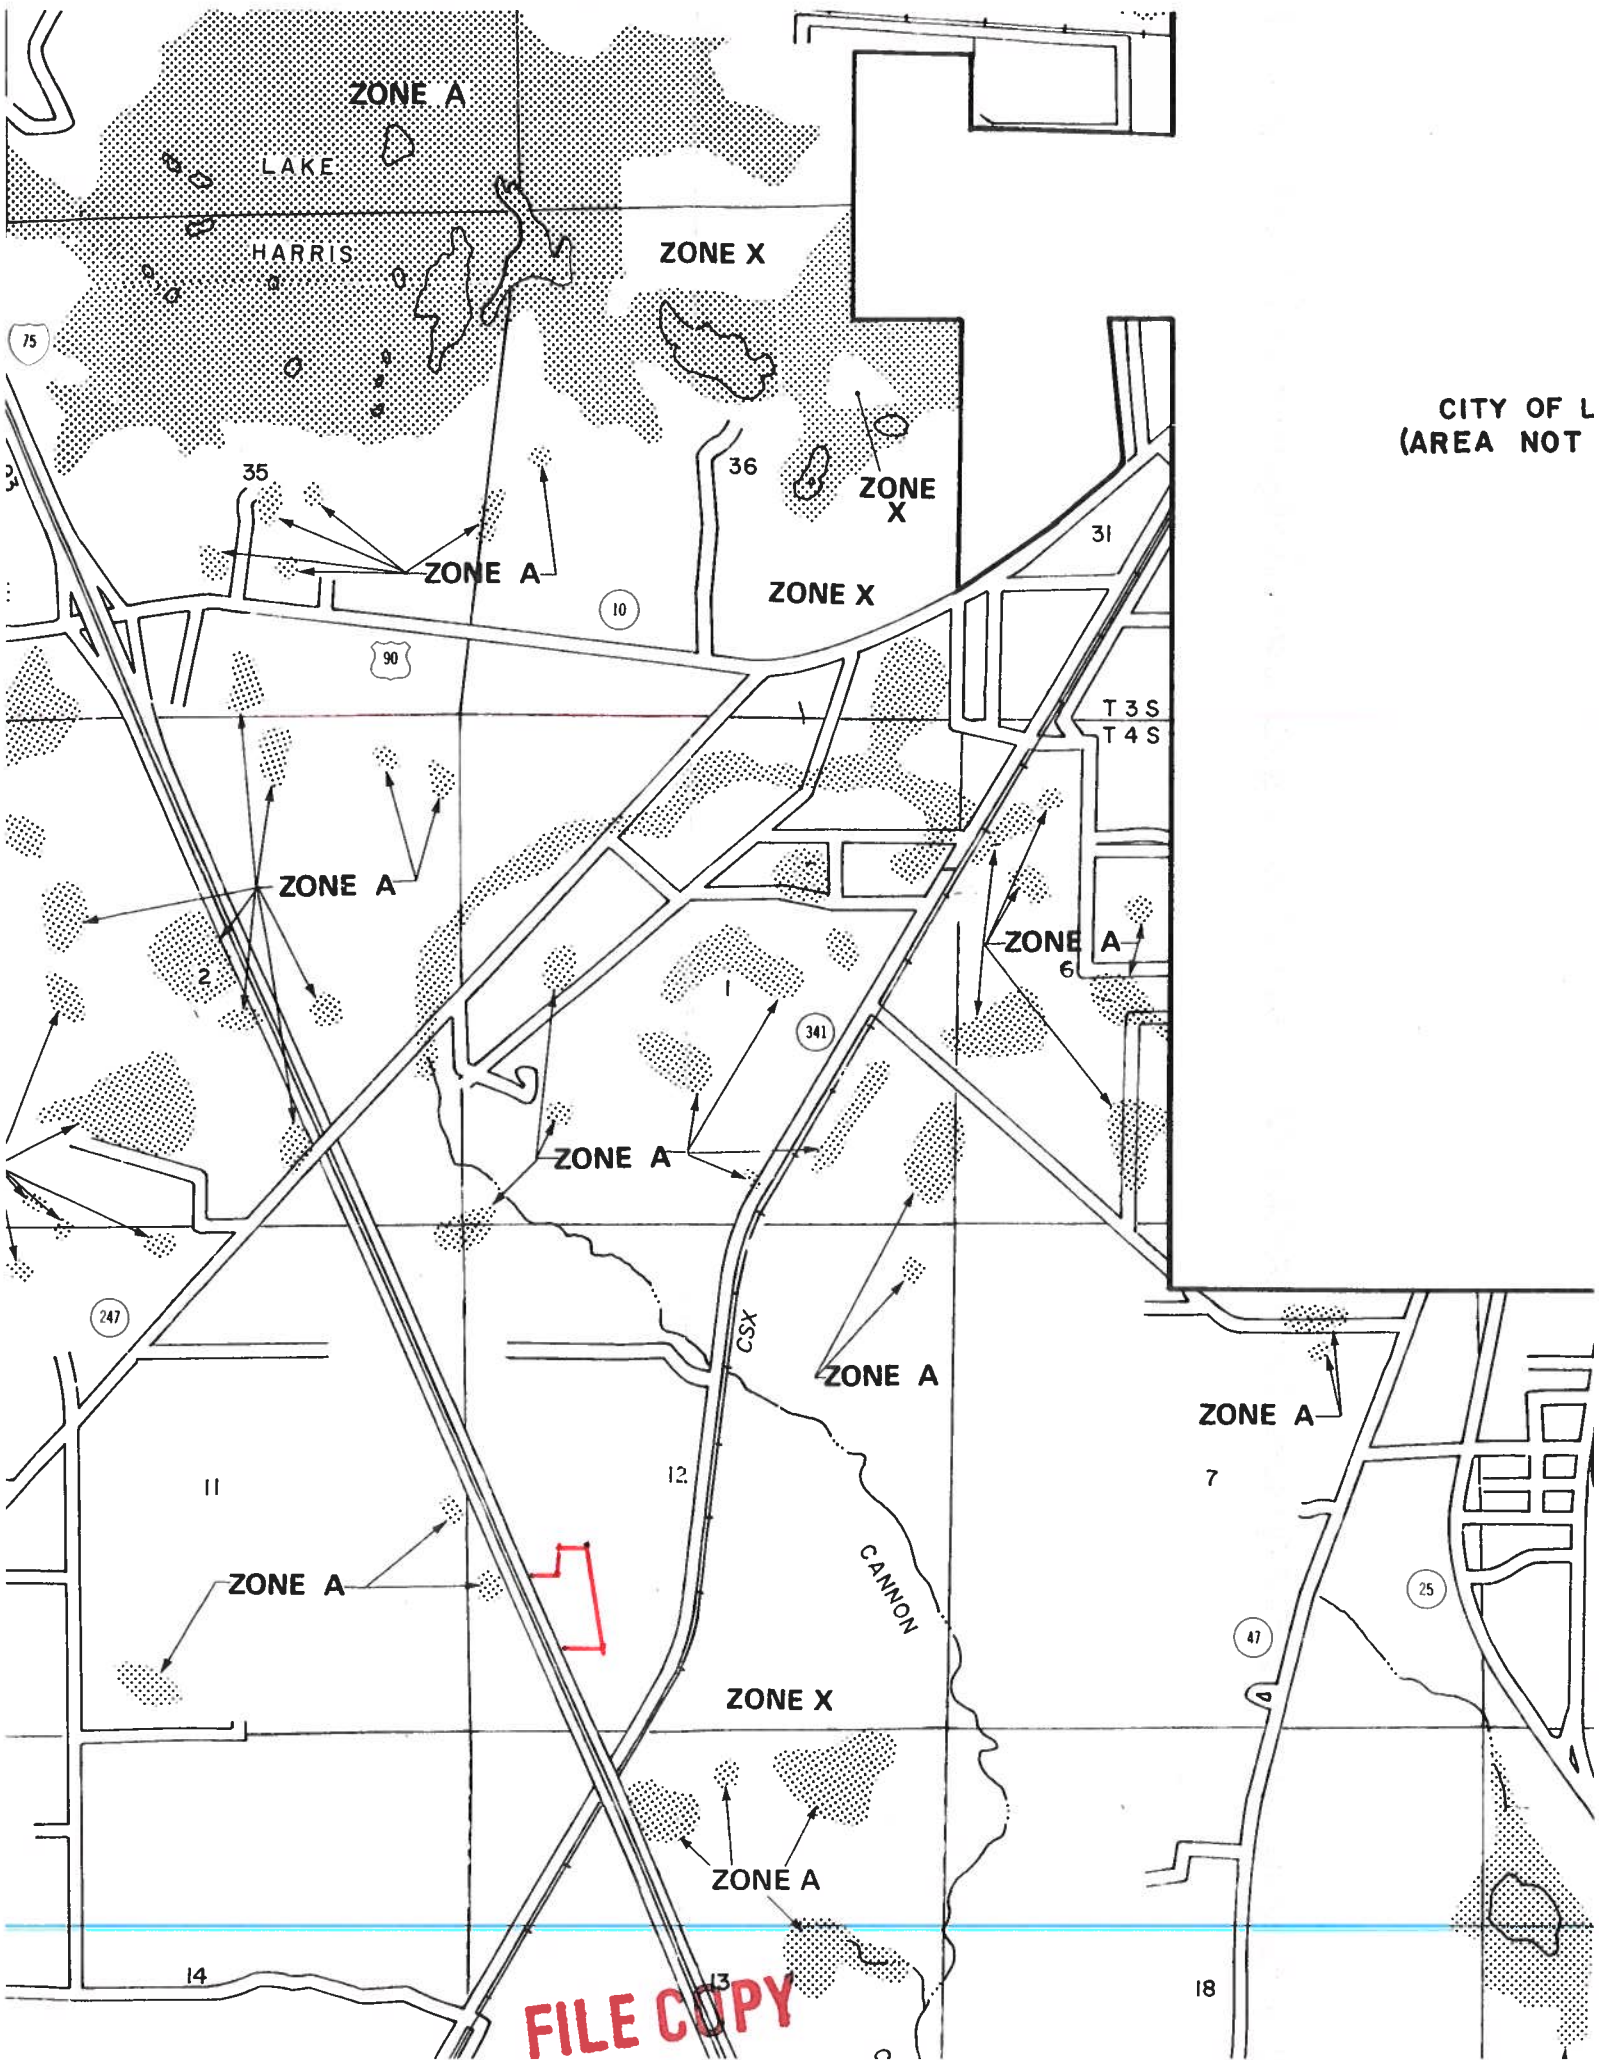 ZONE A
LAKE
HARRIS
ZONE X
75
CITY OF L
(AREA NOT
35
36
ZONE
X
31
ZONE A
ZONE X
10
90
T 3 S
T 4 S
ZONE A
ZONE A
6
2
1
341
ZONE A
247
CSX
ZONE A
ZONE A
11
12
7
CANNON
ZONE A
25
47
ZONE X
ZONE A
14
13
18
FILE COPY